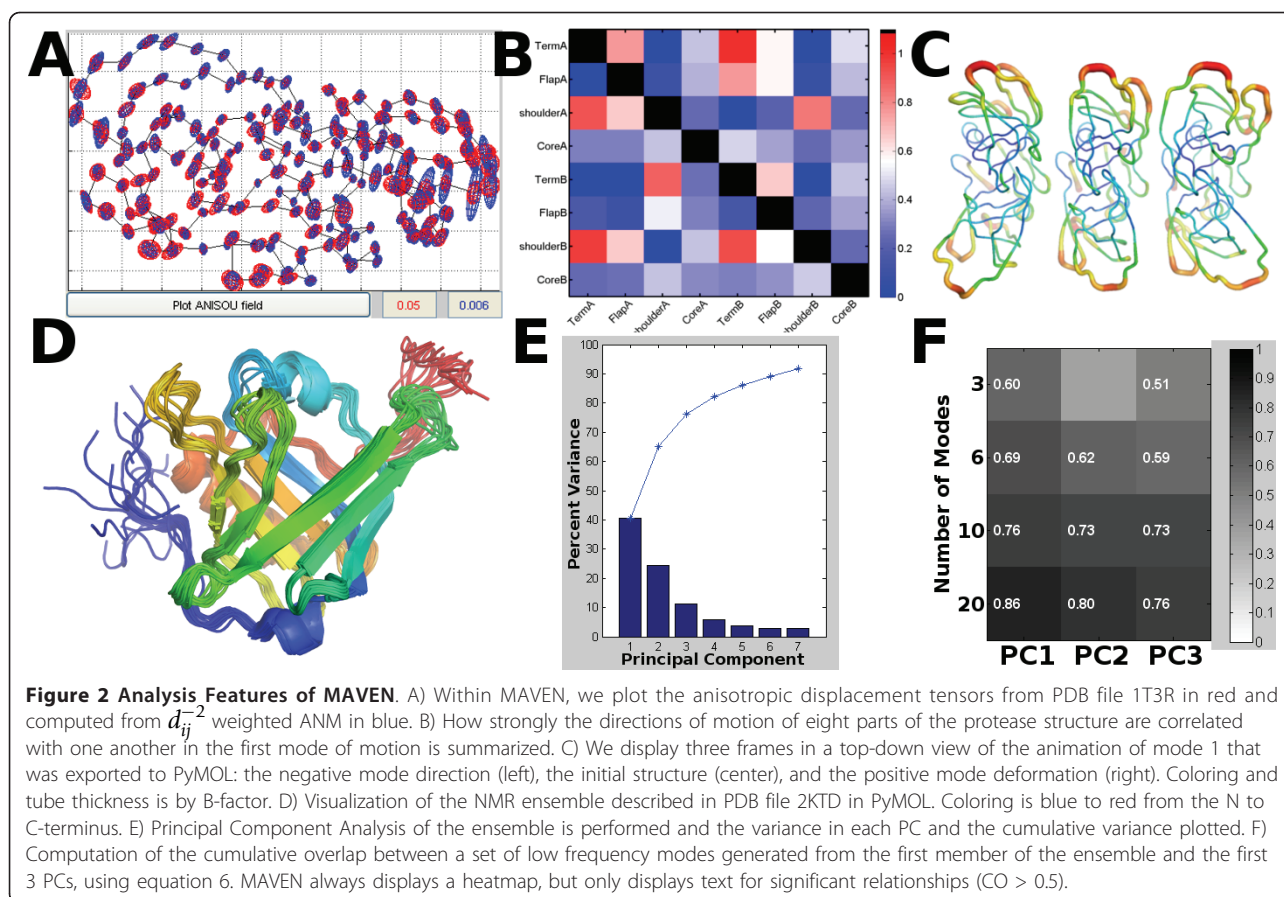 A
Plot ANISOU field
0.05
0.006
B
TermA
FlapA
shoulderA
CoreA
TermB
FlapB
shoulderB
CoreB
TermA
FlapA
shoulderA
CoreA
TermB
FlapB
shoulderB
CoreB
1
0.8
0.6
0.4
0.2
0
C
D
E
Percent Variance
100
90
80
70
60
50
40
30
20
10
0
1 2 3 4 5 6 7
Principal Component
F
Number of Modes
3 0.60 0.51
6 0.69 0.62 0.59
10 0.76 0.73 0.73
20 0.86 0.80 0.76
PC1 PC2 PC3
1
0.9
0.8
0.7
0.6
0.5
0.4
0.3
0.2
0.1
0
Figure 2 Analysis Features of MAVEN. A) Within MAVEN, we plot the anisotropic displacement tensors from PDB file 1T3R in red and
computed from d_{ij}^{-2} weighted ANM in blue. B) How strongly the directions of motion of eight parts of the protease structure are correlated
with one another in the first mode of motion is summarized. C) We display three frames in a top-down view of the animation of mode 1 that
was exported to PyMOL: the negative mode direction (left), the initial structure (center), and the positive mode deformation (right). Coloring and
tube thickness is by B-factor. D) Visualization of the NMR ensemble described in PDB file 2KTD in PyMOL. Coloring is blue to red from the N to
C-terminus. E) Principal Component Analysis of the ensemble is performed and the variance in each PC and the cumulative variance plotted. F)
Computation of the cumulative overlap between a set of low frequency modes generated from the first member of the ensemble and the first
3 PCs, using equation 6. MAVEN always displays a heatmap, but only displays text for significant relationships (CO > 0.5).